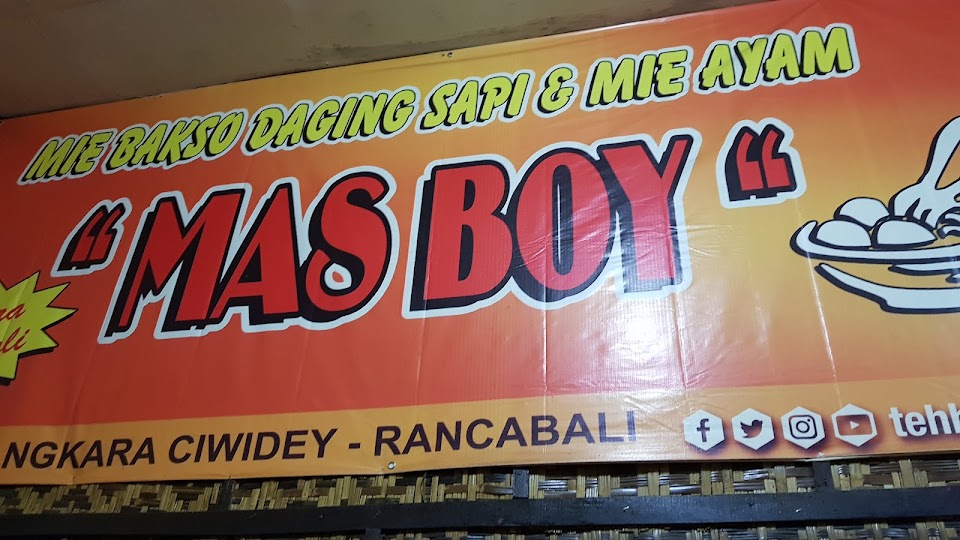 MIE BAKSO DAGING SAPI & MIE AYAM
"MAS BOY"
NGKARA CIWIDEY - RANCABALI
tehb